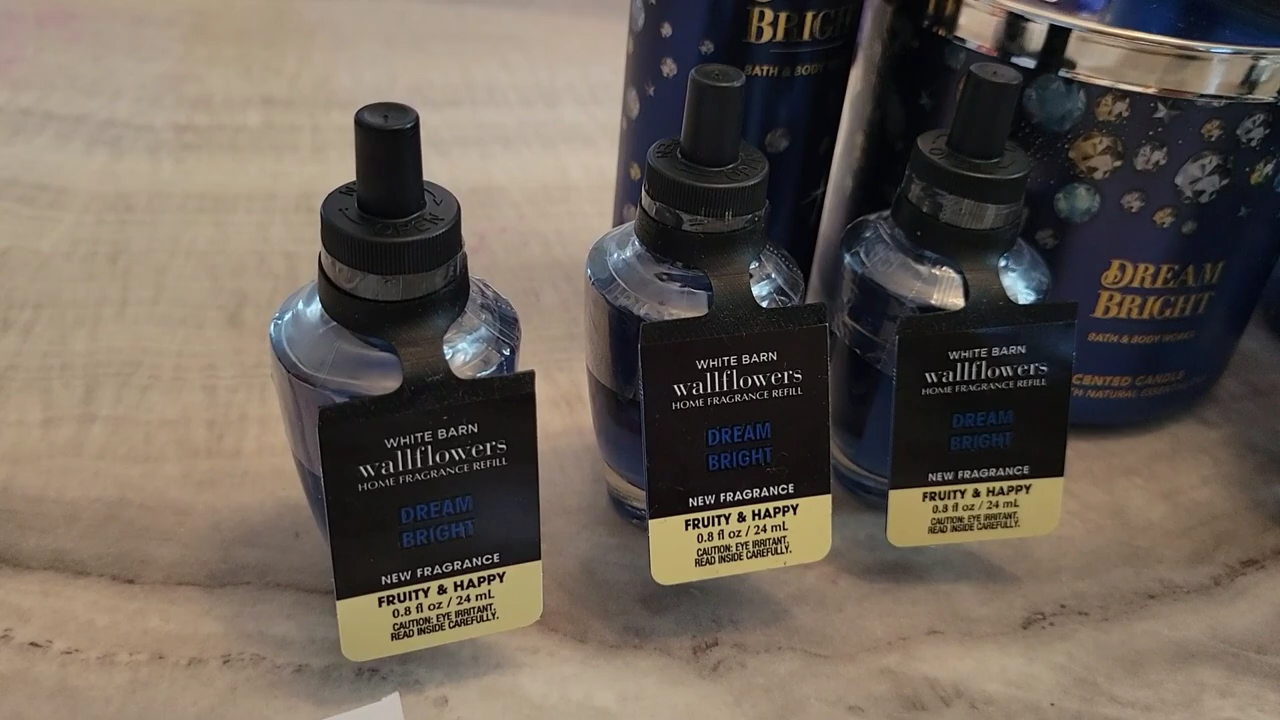 OPEN
WHITE BARN
wallflowers
HOME FRAGRANCE REFILL
DREAM
BRIGHT
NEW FRAGRANCE
FRUITY & HAPPY
0.8 fl oz / 24 mL
CAUTION: EYE IRRITANT,
READ INSIDE CAREFULLY.
WHITE BARN
wallflowers
HOME FRAGRANCE REFILL
DREAM
BRIGHT
NEW FRAGRANCE
FRUITY & HAPPY
0.8 fl oz / 24 mL
CAUTION: EYE IRRITANT,
READ INSIDE CAREFULLY.
WHITE BARN
wallflowers
HOME FRAGRANCE REFILL
DREAM
BRIGHT
NEW FRAGRANCE
FRUITY & HAPPY
0.8 fl oz / 24 mL
CAUTION: EYE IRRITANT,
READ INSIDE CAREFULLY.
BRIGH
BATH & BODY
DREAM
BRIGHT
BATH & BODY WORKS
CENTED CANDLE
H NATURAL